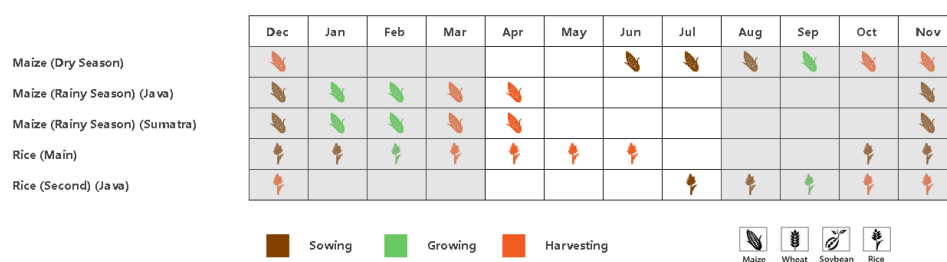 Dec Jan Feb Mar Apr May Jun Jul Aug Sep Oct Nov
Maize (Dry Season)
Maize (Rainy Season) (Java)
Maize (Rainy Season) (Sumatra)
Rice (Main)
Rice (Second) (Java)
Sowing Growing Harvesting
Maize Wheat Soybean Rice